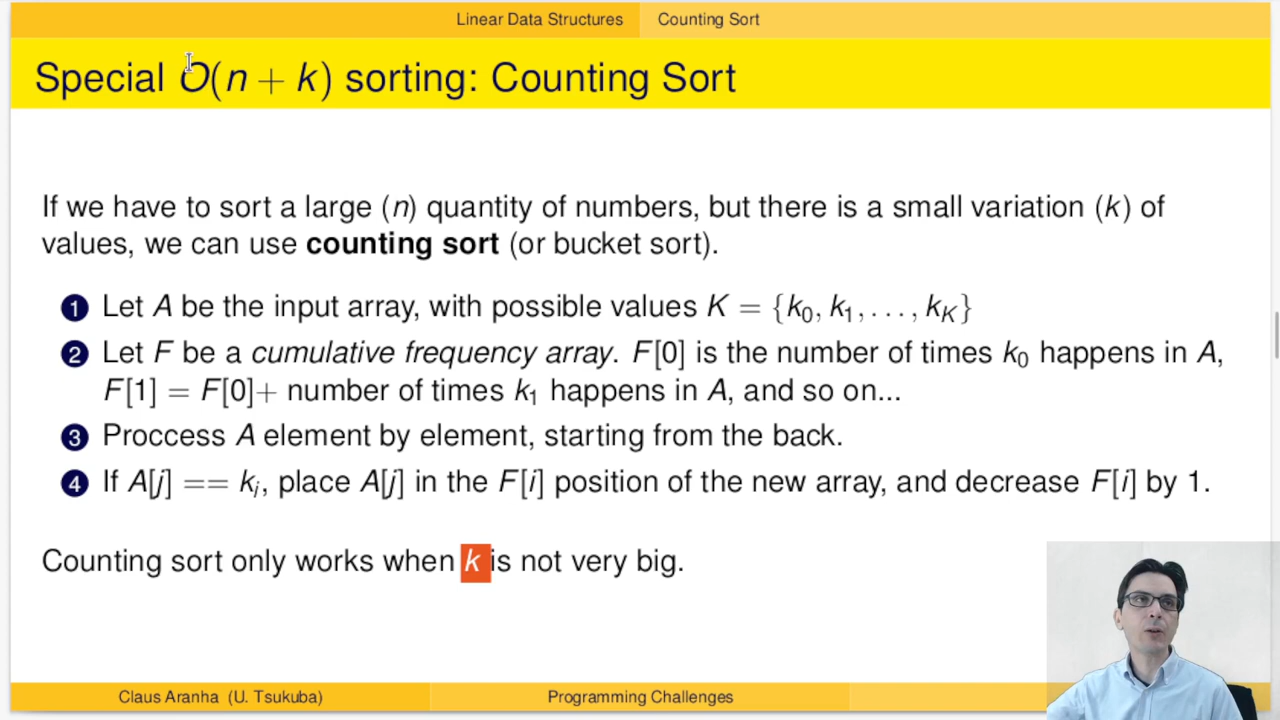 Linear Data Structures Counting Sort
Special O(n + k) sorting: Counting Sort
If we have to sort a large (n) quantity of numbers, but there is a small variation (k) of
values, we can use counting sort (or bucket sort).
1 Let A be the input array, with possible values K = {k₀, k₁, . . . , k_K}
2 Let F be a cumulative frequency array. F[0] is the number of times k₀ happens in A,
F[1] = F[0]+ number of times k₁ happens in A, and so on...
3 Proccess A element by element, starting from the back.
4 If A[j] == kᵢ, place A[j] in the F[i] position of the new array, and decrease F[i] by 1.
Counting sort only works when k is not very big.
Claus Aranha (U. Tsukuba) Programming Challenges